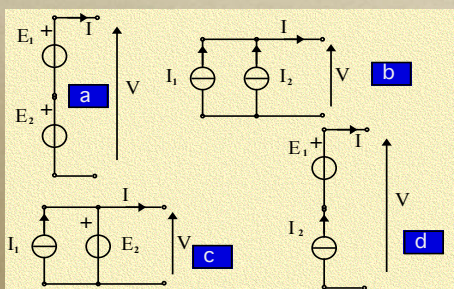 E1 + I
E2 + V
a
I1 I2 I V
b
I1 + E2 I V
c
E1 + I
I2 V
d